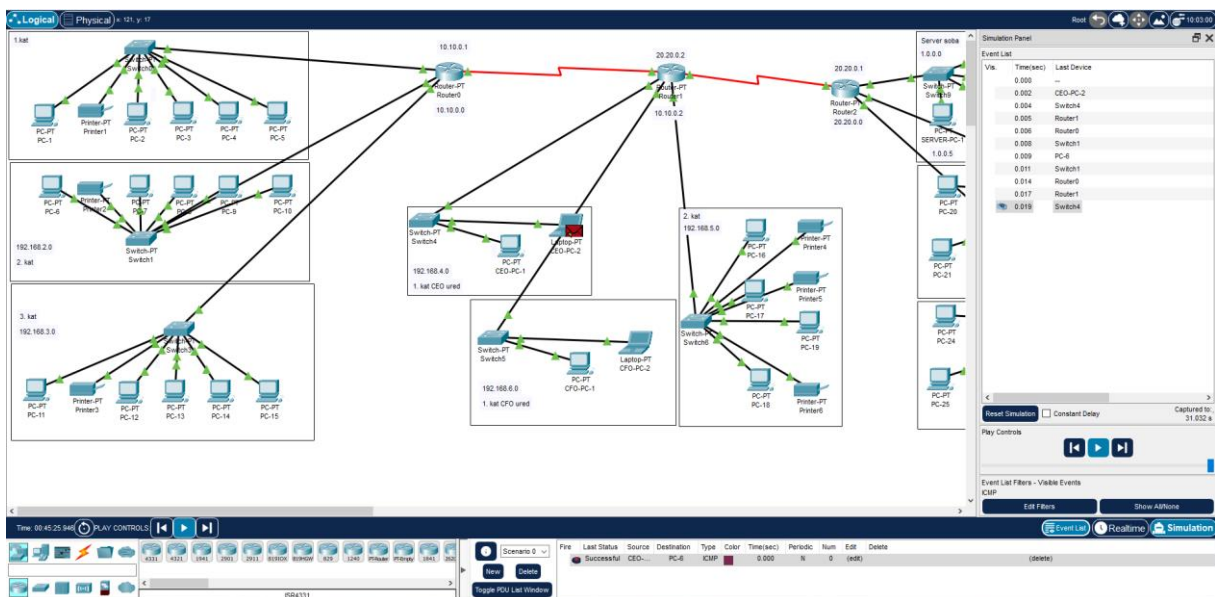 Logical
Physical
x: 121, y: 17
Root
10:03:00
1.kat
Switch-PT
PC-PT
PC-1
Printer-PT
Printer1
PC-PT
PC-2
PC-PT
PC-3
PC-PT
PC-4
PC-PT
PC-5
10.10.0.1
Router-PT
Router0
10.10.0.0
20.20.0.2
Router-PT
Router1
10.10.0.2
20.20.0.1
Router-PT
Router2
20.20.0.0
Server soba
1.0.0.0
Switch-PT
Switch9
PC-PT
SERVER-PC-1
1.0.0.5
PC-PT
PC-6
Printer-PT
Printer2
PC-PT
PC-PT
PC-PT
PC-9
PC-PT
PC-10
Switch-PT
Switch1
192.168.2.0
2. kat
3. kat
192.168.3.0
Switch-PT
PC-PT
PC-11
Printer-PT
Printer3
PC-PT
PC-12
PC-PT
PC-13
PC-PT
PC-14
PC-PT
PC-15
Switch-PT
Switch4
PC-PT
CEO-PC-1
Laptop-PT
CEO-PC-2
192.168.4.0
1. kat CEO ured
Switch-PT
Switch5
PC-PT
CFO-PC-1
Laptop-PT
CFO-PC-2
192.168.6.0
1. kat CFO ured
2. kat
192.168.5.0
PC-PT
PC-16
Printer-PT
Printer4
PC-PT
PC-17
Printer-PT
Printer5
Switch-PT
Switch6
PC-PT
PC-19
PC-PT
PC-18
Printer-PT
Printer6
PC-PT
PC-20
PC-PT
PC-21
PC-PT
PC-24
PC-PT
PC-25
Simulation Panel
Event List
Vis. Time(sec) Last Device
0.000 --
0.002 CEO-PC-2
0.004 Switch4
0.005 Router1
0.006 Router0
0.008 Switch1
0.009 PC-6
0.011 Switch1
0.014 Router0
0.017 Router1
0.019 Switch4
Reset Simulation
Constant Delay
Captured to:
31.032 s
Play Controls
Event List Filters - Visible Events
ICMP
Edit Filters
Show All/None
Time: 00:45:25.946
PLAY CONTROLS:
Event List
Realtime
Simulation
4331 4321 1941 2901 2911 819IOX 819HGW 829 1240 PT-Router PT-Empty 1841
ISR4331
Scenario 0
New
Delete
Toggle PDU List Window
Fire Last Status Source Destination Type Color Time(sec) Periodic Num Edit Delete
Successful CEO-... PC-6 ICMP 0.000 N 0 (edit) (delete)